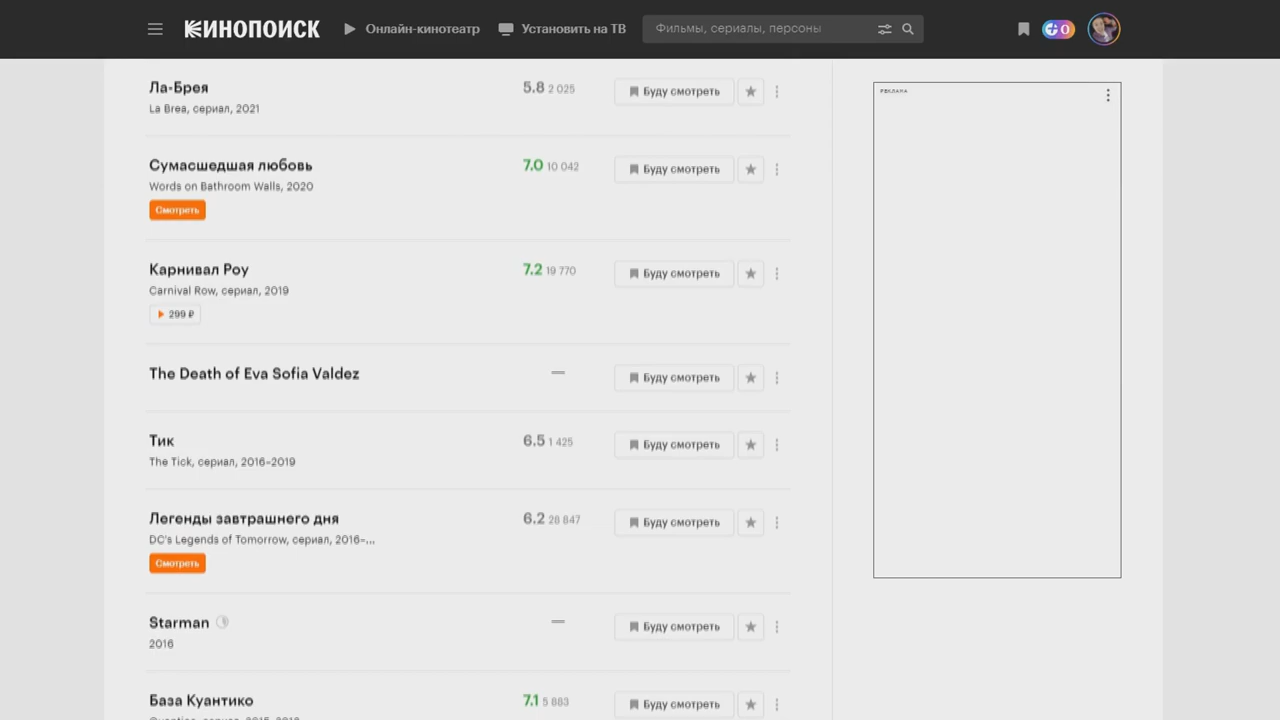 КИНОПОИСК
Онлайн-кинотеатр
Установить на ТВ
Фильмы, сериалы, персоны
0
Ла-Брея 5.8 2 025 Буду смотреть
La Brea, сериал, 2021
РЕКЛАМА
Сумасшедшая любовь 7.0 10 042 Буду смотреть
Words on Bathroom Walls, 2020
Смотреть
Карнивал Роу 7.2 19 770 Буду смотреть
Carnival Row, сериал, 2019
299 ₽
The Death of Eva Sofia Valdez — Буду смотреть
Тик 6.5 1 425 Буду смотреть
The Tick, сериал, 2016–2019
Легенды завтрашнего дня 6.2 28 847 Буду смотреть
DC's Legends of Tomorrow, сериал, 2016–...
Смотреть
Starman — Буду смотреть
2016
База Куантико 7.1 5 883 Буду смотреть